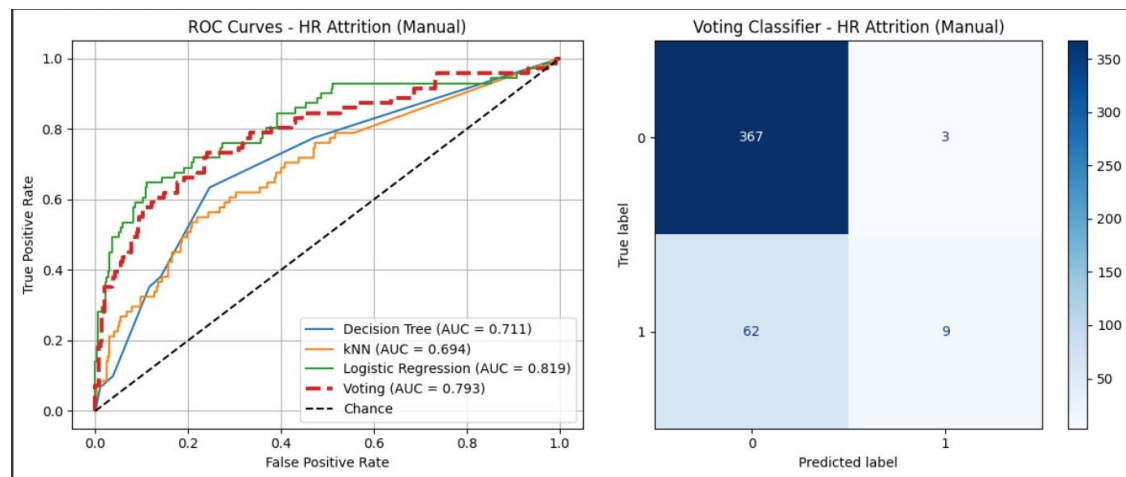 ROC Curves - HR Attrition (Manual)
1.0
0.8
0.6
0.4
0.2
0.0
True Positive Rate
0.0 0.2 0.4 0.6 0.8 1.0
False Positive Rate
Decision Tree (AUC = 0.711)
kNN (AUC = 0.694)
Logistic Regression (AUC = 0.819)
Voting (AUC = 0.793)
Chance
Voting Classifier - HR Attrition (Manual)
True label
0
367 3
1
62 9
0 1
Predicted label
350
300
250
200
150
100
50